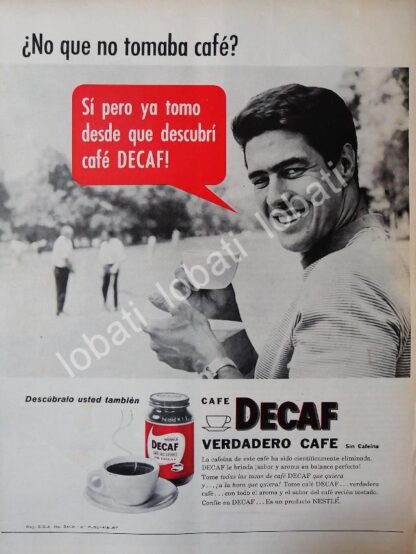 ¿No que no tomaba café?
Sí pero ya tomo
desde que descubrí
café DECAF!
lobati lobati lobati lobati
Descúbralo usted también
CAFE
DECAF
VERDADERO CAFE Sin Cafeína
DECAF
La cafeína de este café ha sido científicamente eliminada.
DECAF le brinda ¡sabor y aroma en balance perfecto!
Tome todas las tazas de café DECAF que quiera
y...¡a la hora que quiera! Tome café DECAF... verdadero
café... con todo el aroma y el sabor del café recién tostado.
Confíe en DECAF... Es un producto NESTLÉ.